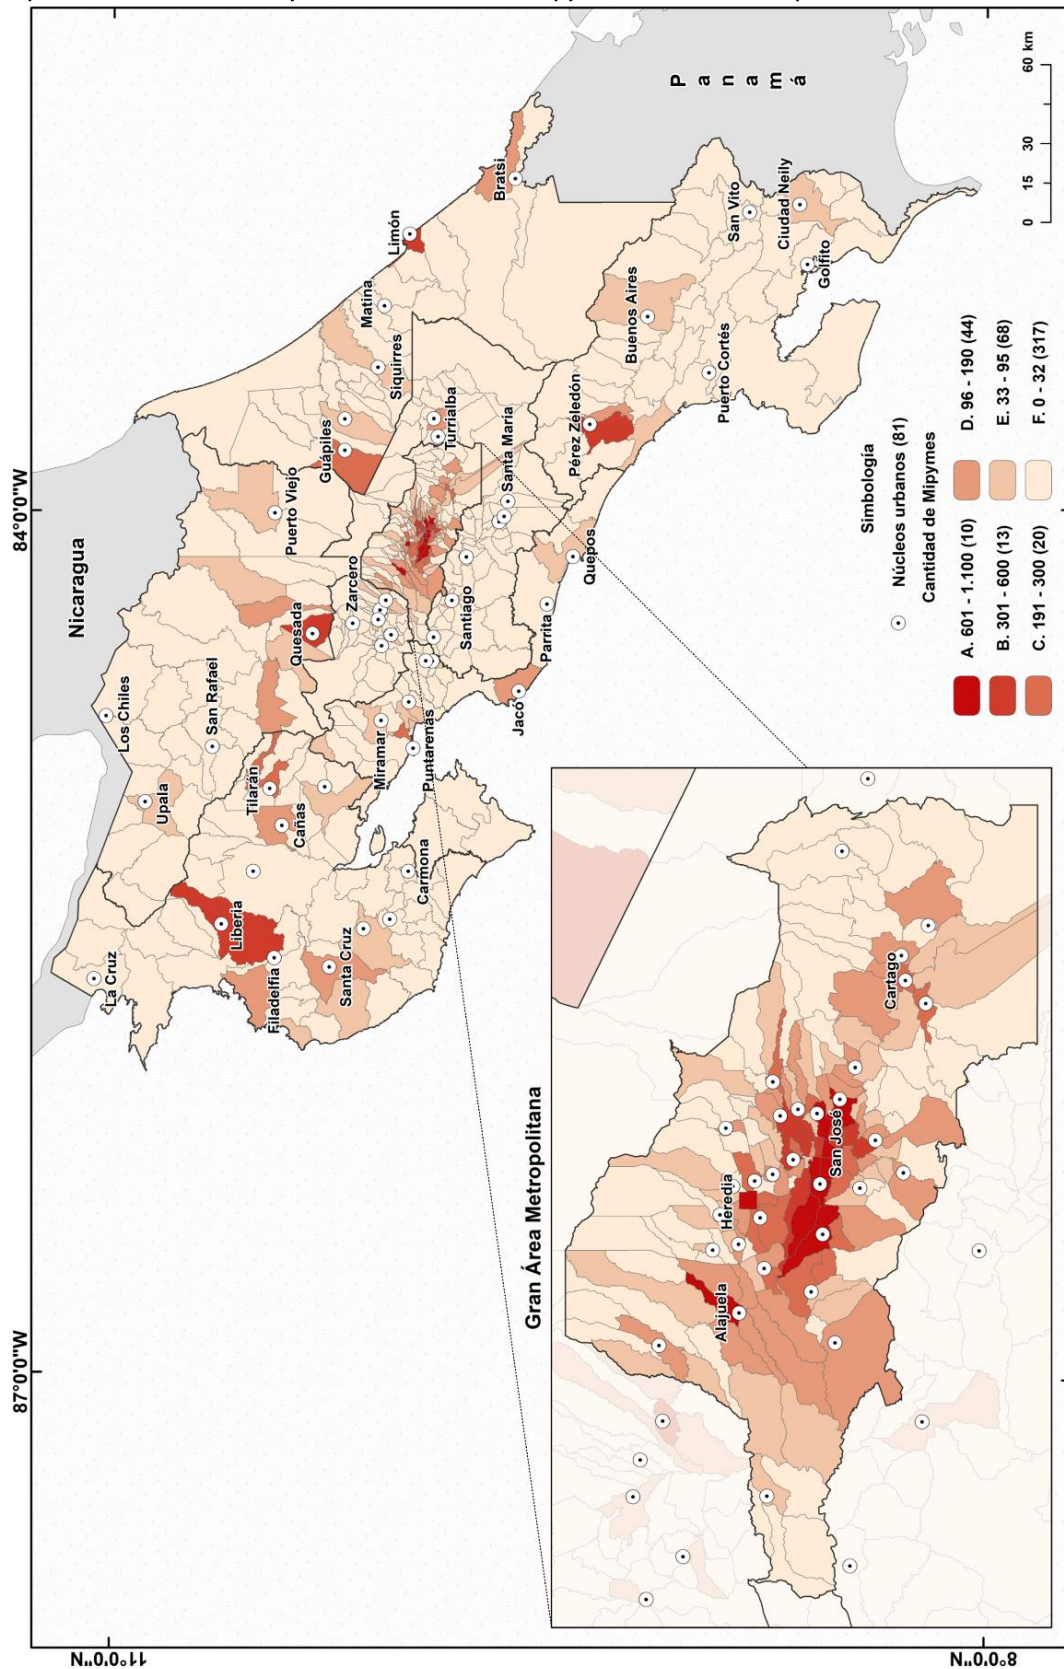 87°0'0"W
84°0'0"W
11°0'0"N
8°0'0"N
Nicaragua
La Cruz
Los Chiles
Upala
San Rafael
Liberia
Tilarán
Quesada
Puerto Viejo
Filadelfia
Cañas
Zarcero
Guápiles
Santa Cruz
Miramar
Matina
Siquirres
Limón
Carmona
Puntarenas
Santiago
Turrialba
Jacó
Parrita
Santa María
Bratsi
Quepos
Pérez Zeledón
Buenos Aires
Puerto Cortés
San Vito
Ciudad Neily
Golfito
Panamá
Gran Área Metropolitana
Alajuela
Heredia
San José
Cartago
Simbología
Núcleos urbanos (81)
Cantidad de Mipymes
A. 601 - 1.100 (10)
B. 301 - 600 (13)
C. 191 - 300 (20)
D. 96 - 190 (44)
E. 33 - 95 (68)
F. 0 - 32 (317)
0 15 30 60 km